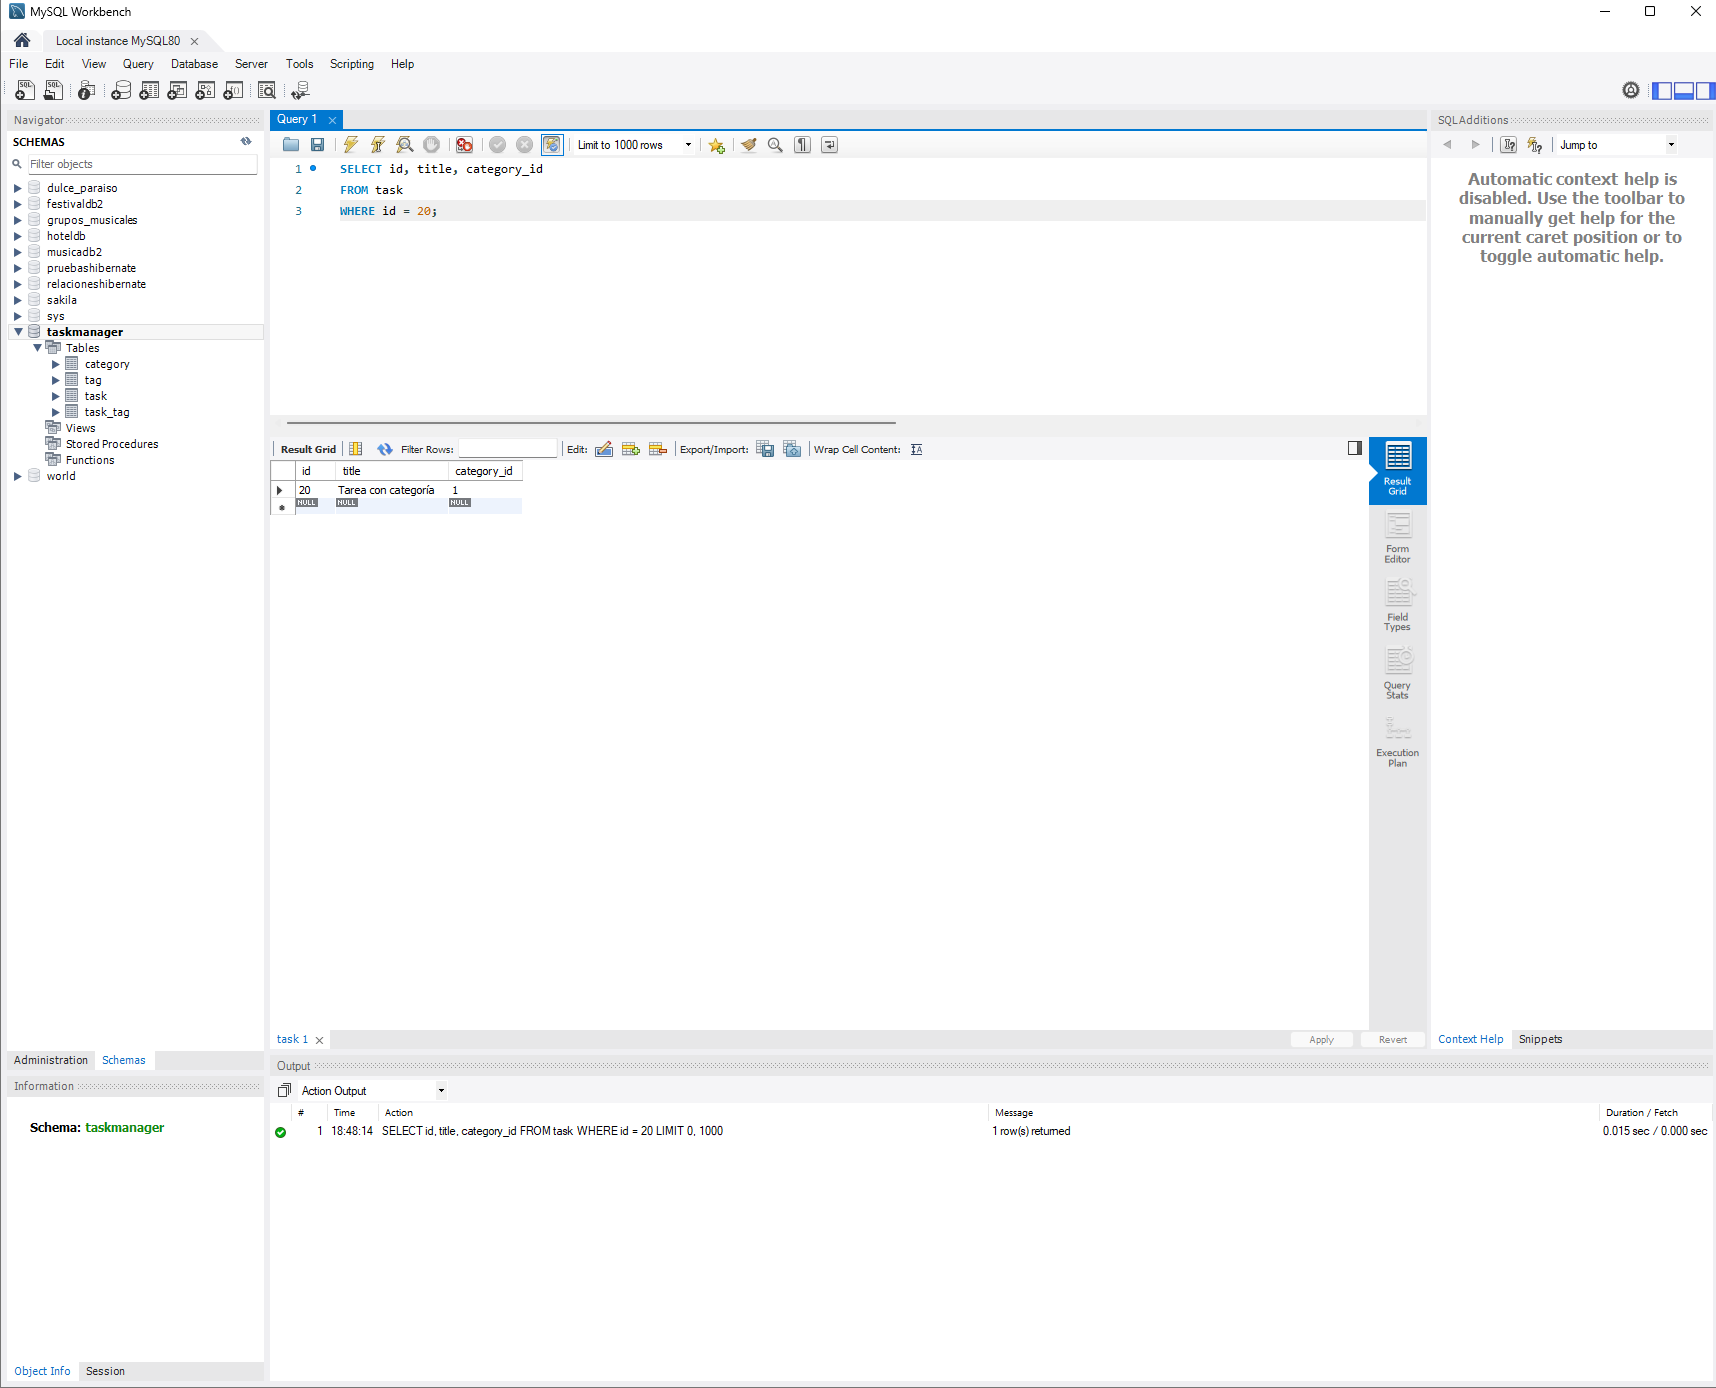 MySQL Workbench
Local instance MySQL80
File Edit View Query Database Server Tools Scripting Help
Navigator
SCHEMAS
Filter objects
dulce_paraiso
festivaldb2
grupos_musicales
hoteldb
musicadb2
pruebashibernate
relacioneshibernate
sakila
sys
taskmanager
Tables
category
tag
task
task_tag
Views
Stored Procedures
Functions
world
Administration Schemas
Information
Schema: taskmanager
Object Info Session
Query 1
Limit to 1000 rows
1 SELECT id, title, category_id
2 FROM task
3 WHERE id = 20;
Result Grid Filter Rows: Edit: Export/Import: Wrap Cell Content:
id title category_id
20 Tarea con categoría 1
NULL NULL NULL
Result Grid
Form Editor
Field Types
Query Stats
Execution Plan
task 1
Apply Revert
SQLAdditions
Jump to
Automatic context help is
disabled. Use the toolbar to
manually get help for the
current caret position or to
toggle automatic help.
Context Help Snippets
Output
Action Output
# Time Action Message Duration / Fetch
1 18:48:14 SELECT id, title, category_id FROM task WHERE id = 20 LIMIT 0, 1000 1 row(s) returned 0.015 sec / 0.000 sec